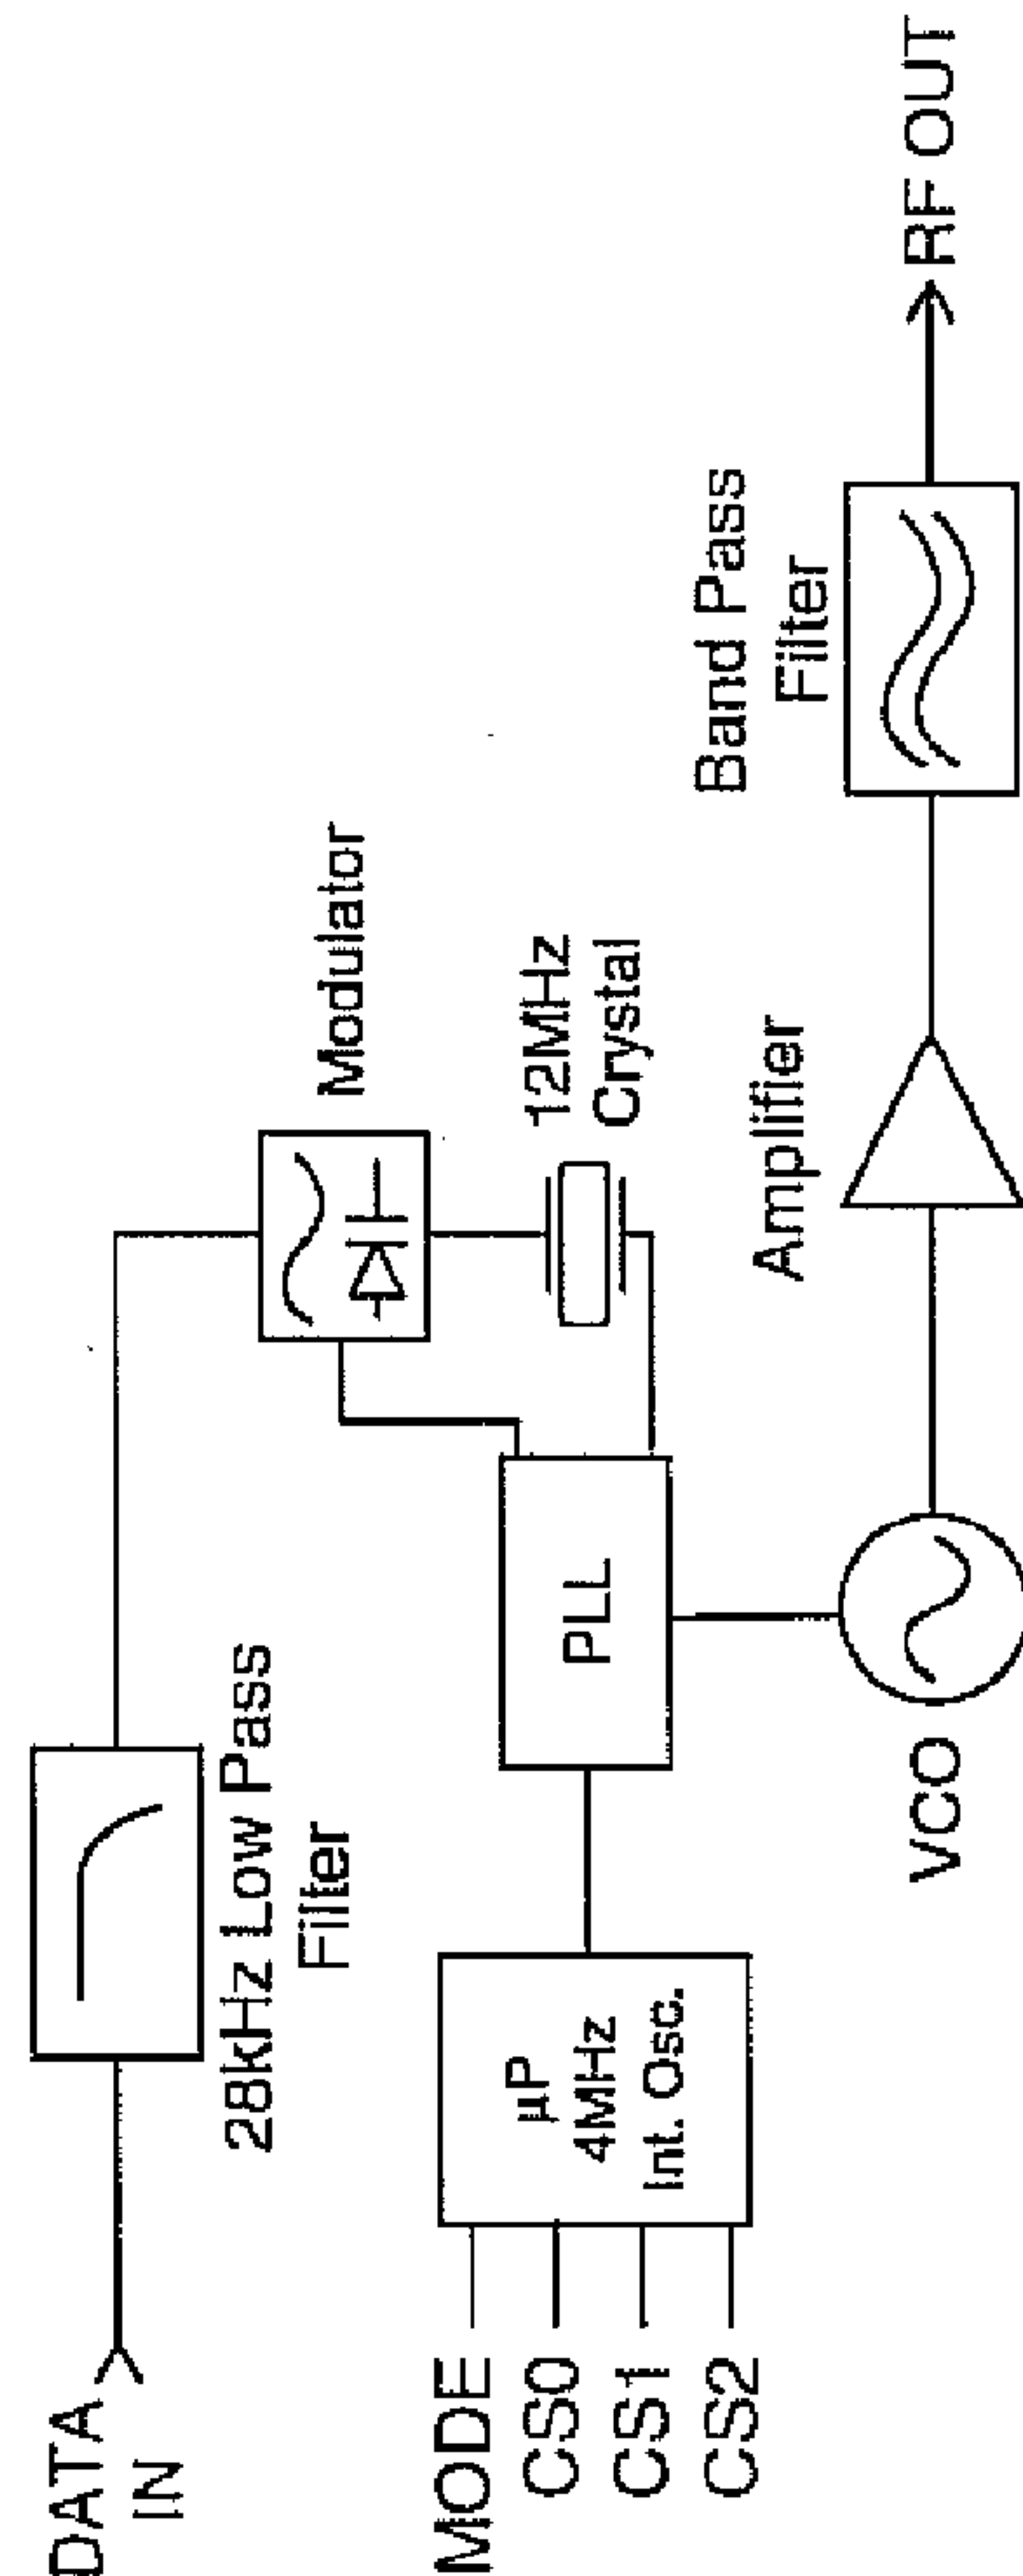 DATA
IN
28kHz Low Pass
Filter
Modulator
12MHz
Crystal
MODE
CS0
CS1
CS2
µP
4MHz
Int. Osc.
PLL
VCO
Amplifier
Band Pass
Filter
RF OUT